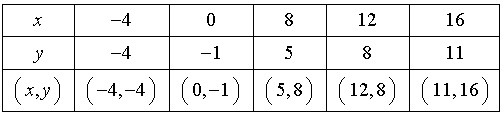 x −4 0 8 12 16
y −4 −1 5 8 11
(x,y) (−4,−4) (0,−1) (5,8) (12,8) (11,16)